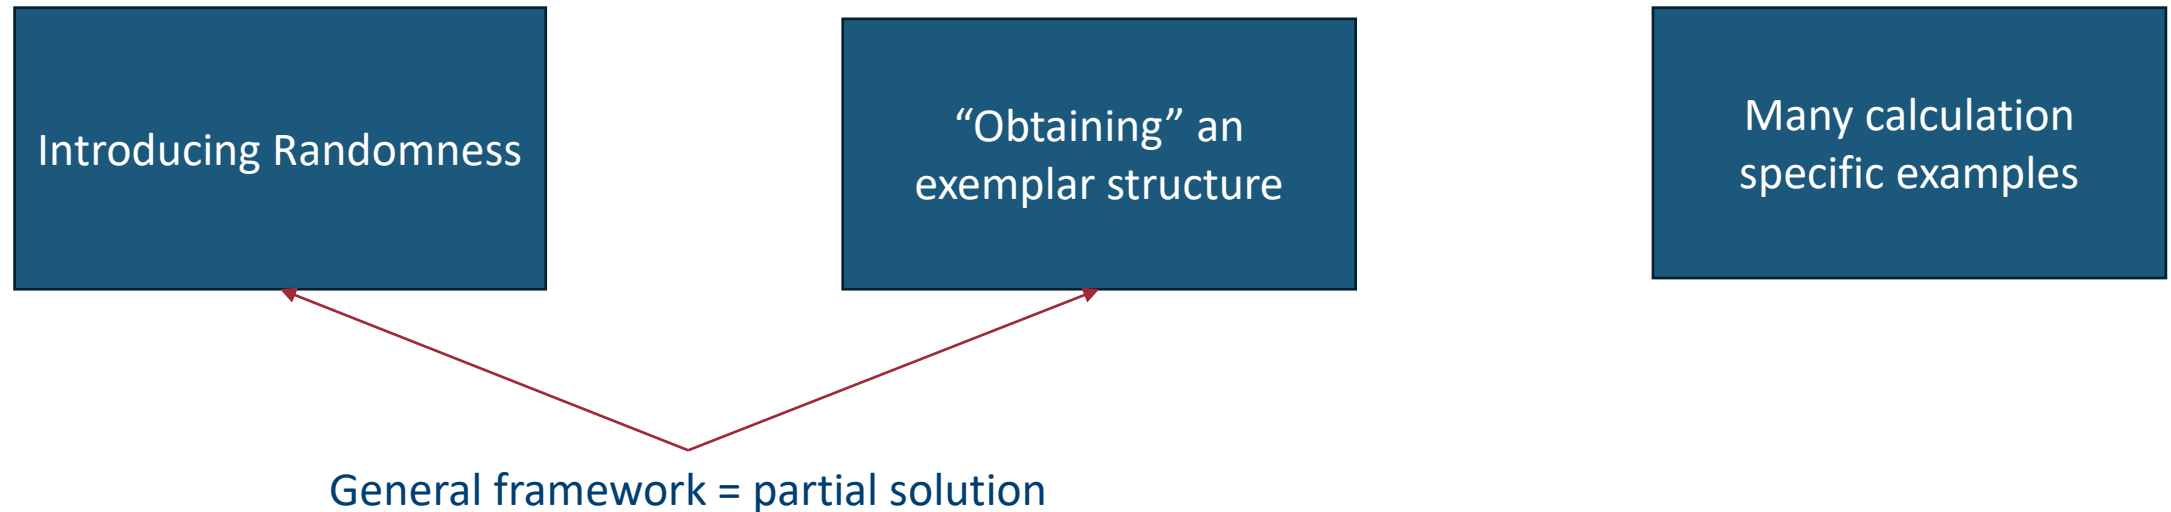 Introducing Randomness
“Obtaining” an
exemplar structure
Many calculation
specific examples
General framework = partial solution